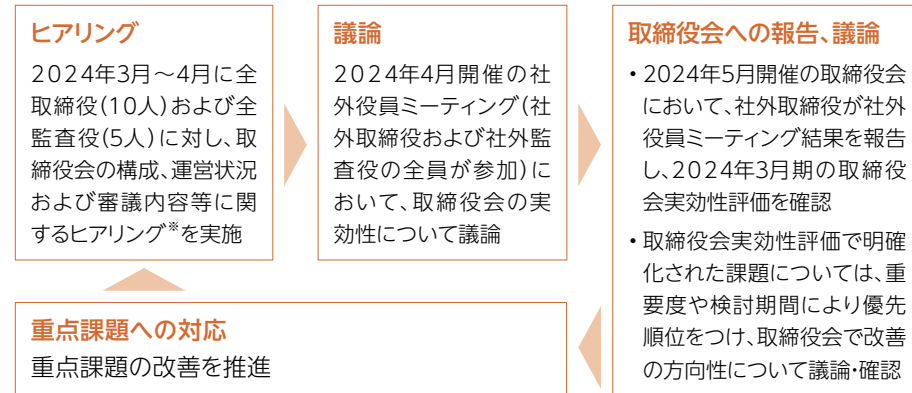 ヒアリング
2024年3月～4月に全
取締役(10人)および全
監査役(5人)に対し、取
締役会の構成、運営状況
および審議内容等に関
するヒアリング※を実施
議論
2024年4月開催の社
外役員ミーティング(社
外取締役および社外監
査役の全員が参加)に
おいて、取締役会の実
効性について議論
取締役会への報告、議論
・2024年5月開催の取締役会
において、社外取締役が社外
役員ミーティング結果を報告
し、2024年3月期の取締役
会実効性評価を確認
・取締役会実効性評価で明確
化された課題については、重
要度や検討期間により優先
順位をつけ、取締役会で改善
の方向性について議論・確認
重点課題への対応
重点課題の改善を推進